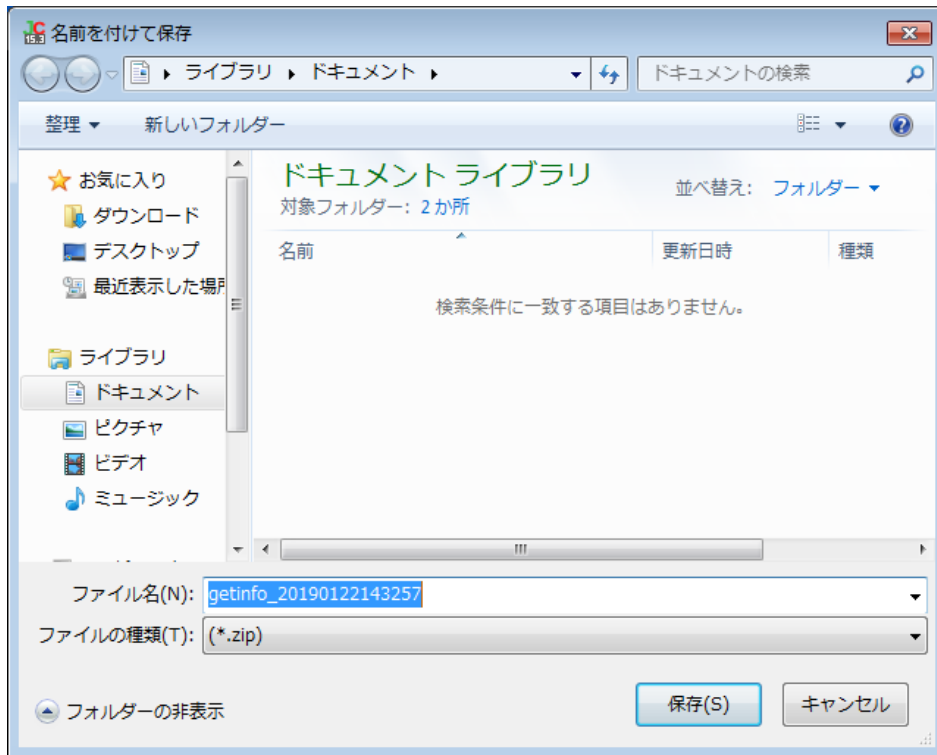 名前を付けて保存
ライブラリ ドキュメント ドキュメントの検索
整理 新しいフォルダー
お気に入り
ダウンロード
デスクトップ
最近表示した場所
ライブラリ
ドキュメント
ピクチャ
ビデオ
ミュージック
ドキュメント ライブラリ
対象フォルダー: 2 か所
並べ替え: フォルダー
名前 更新日時 種類
検索条件に一致する項目はありません。
ファイル名(N): getinfo_20190122143257
ファイルの種類(T): (*.zip)
フォルダーの非表示
保存(S) キャンセル